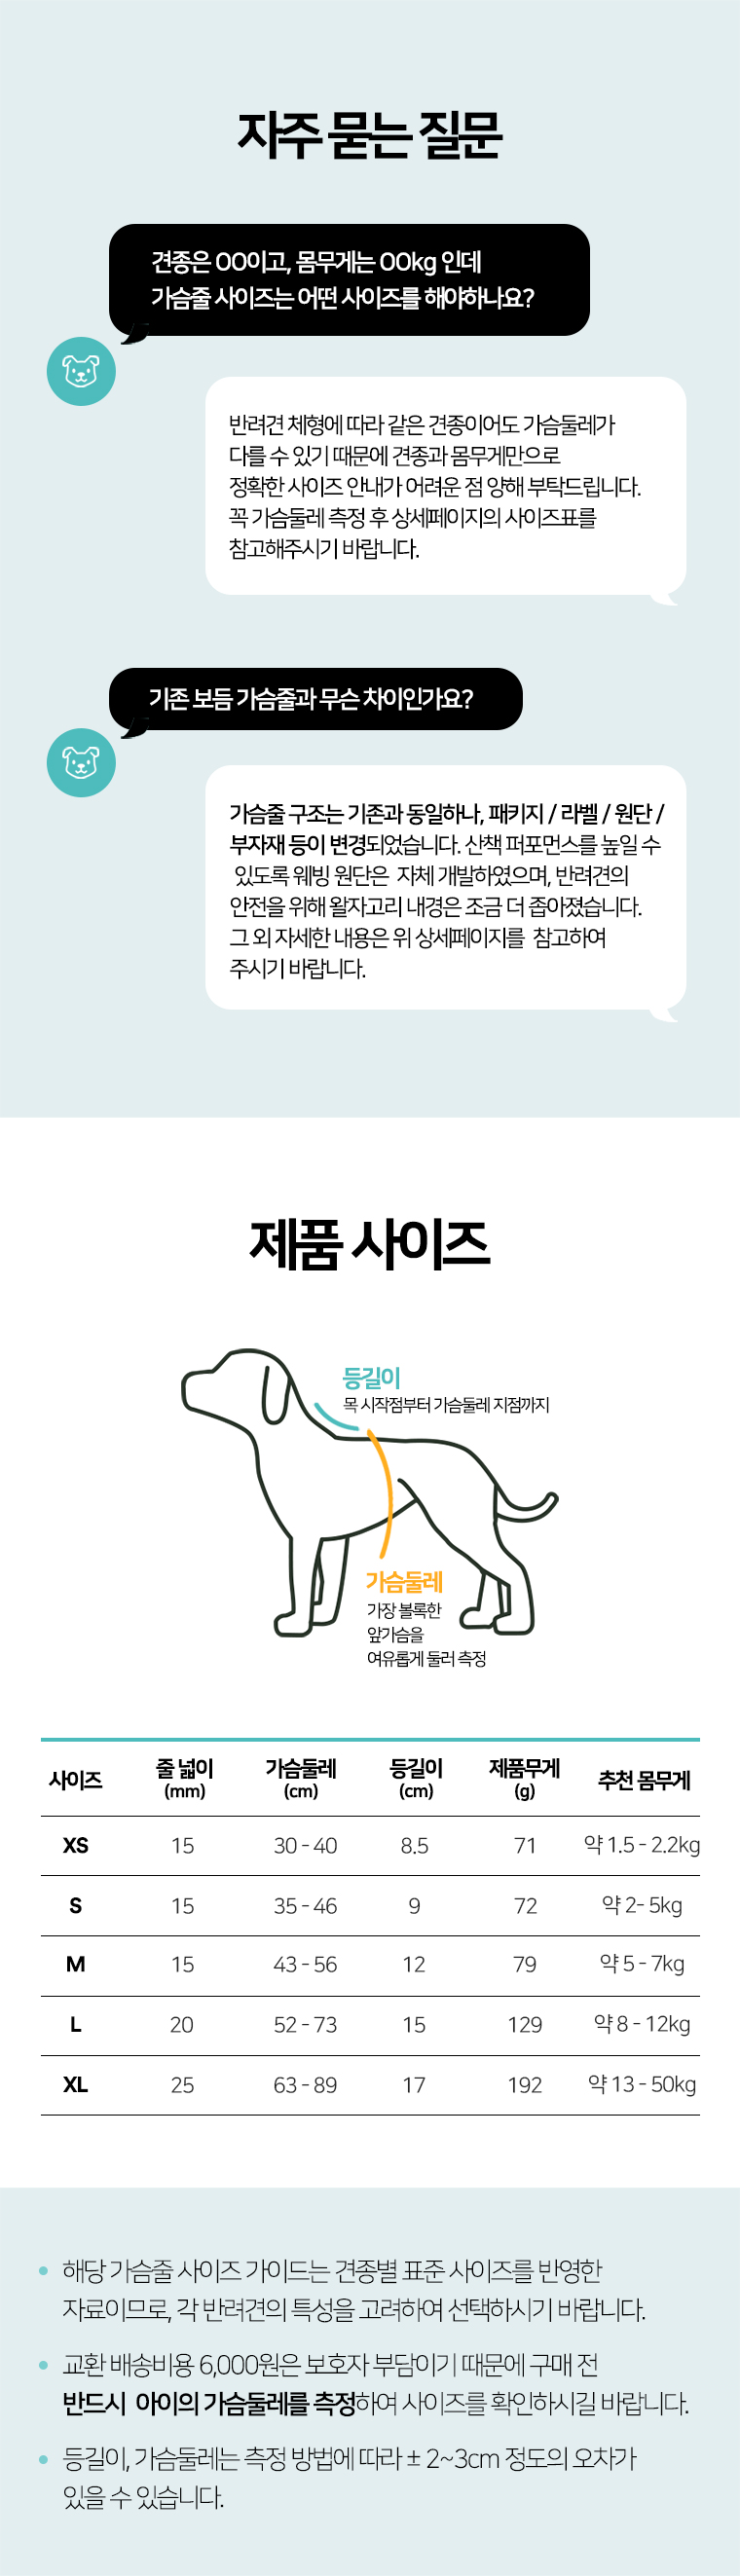 자주 묻는 질문
견종은 OO이고, 몸무게는 OOkg 인데
가슴줄 사이즈는 어떤 사이즈를 해야하나요?
반려견 체형에 따라 같은 견종이어도 가슴둘레가
다를 수 있기 때문에 견종과 몸무게만으로
정확한 사이즈 안내가 어려운 점 양해 부탁드립니다.
꼭 가슴둘레 측정 후 상세페이지의 사이즈표를
참고해주시기 바랍니다.
기존 보듬 가슴줄과 무슨 차이인가요?
가슴줄 구조는 기존과 동일하나, 패키지 / 라벨 / 원단 /
부자재 등이 변경되었습니다. 산책 퍼포먼스를 높일 수
있도록 웨빙 원단은 자체 개발하였으며, 반려견의
안전을 위해 왈자고리 내경은 조금 더 좁아졌습니다.
그 외 자세한 내용은 위 상세페이지를 참고하여
주시기 바랍니다.
제품 사이즈
등길이
목 시작점부터 가슴둘레 지점까지
가슴둘레
가장 볼록한
앞가슴을
여유롭게 둘러 측정
사이즈 줄 넓이 (mm) 가슴둘레 (cm) 등길이 (cm) 제품무게 (g) 추천 몸무게
XS 15 30 - 40 8.5 71 약 1.5 - 2.2kg
S 15 35 - 46 9 72 약 2- 5kg
M 15 43 - 56 12 79 약 5 - 7kg
L 20 52 - 73 15 129 약 8 - 12kg
XL 25 63 - 89 17 192 약 13 - 50kg
• 해당 가슴줄 사이즈 가이드는 견종별 표준 사이즈를 반영한
자료이므로, 각 반려견의 특성을 고려하여 선택하시기 바랍니다.
• 교환 배송비용 6,000원은 보호자 부담이기 때문에 구매 전
반드시 아이의 가슴둘레를 측정하여 사이즈를 확인하시길 바랍니다.
• 등길이, 가슴둘레는 측정 방법에 따라 ± 2~3cm 정도의 오차가
있을 수 있습니다.